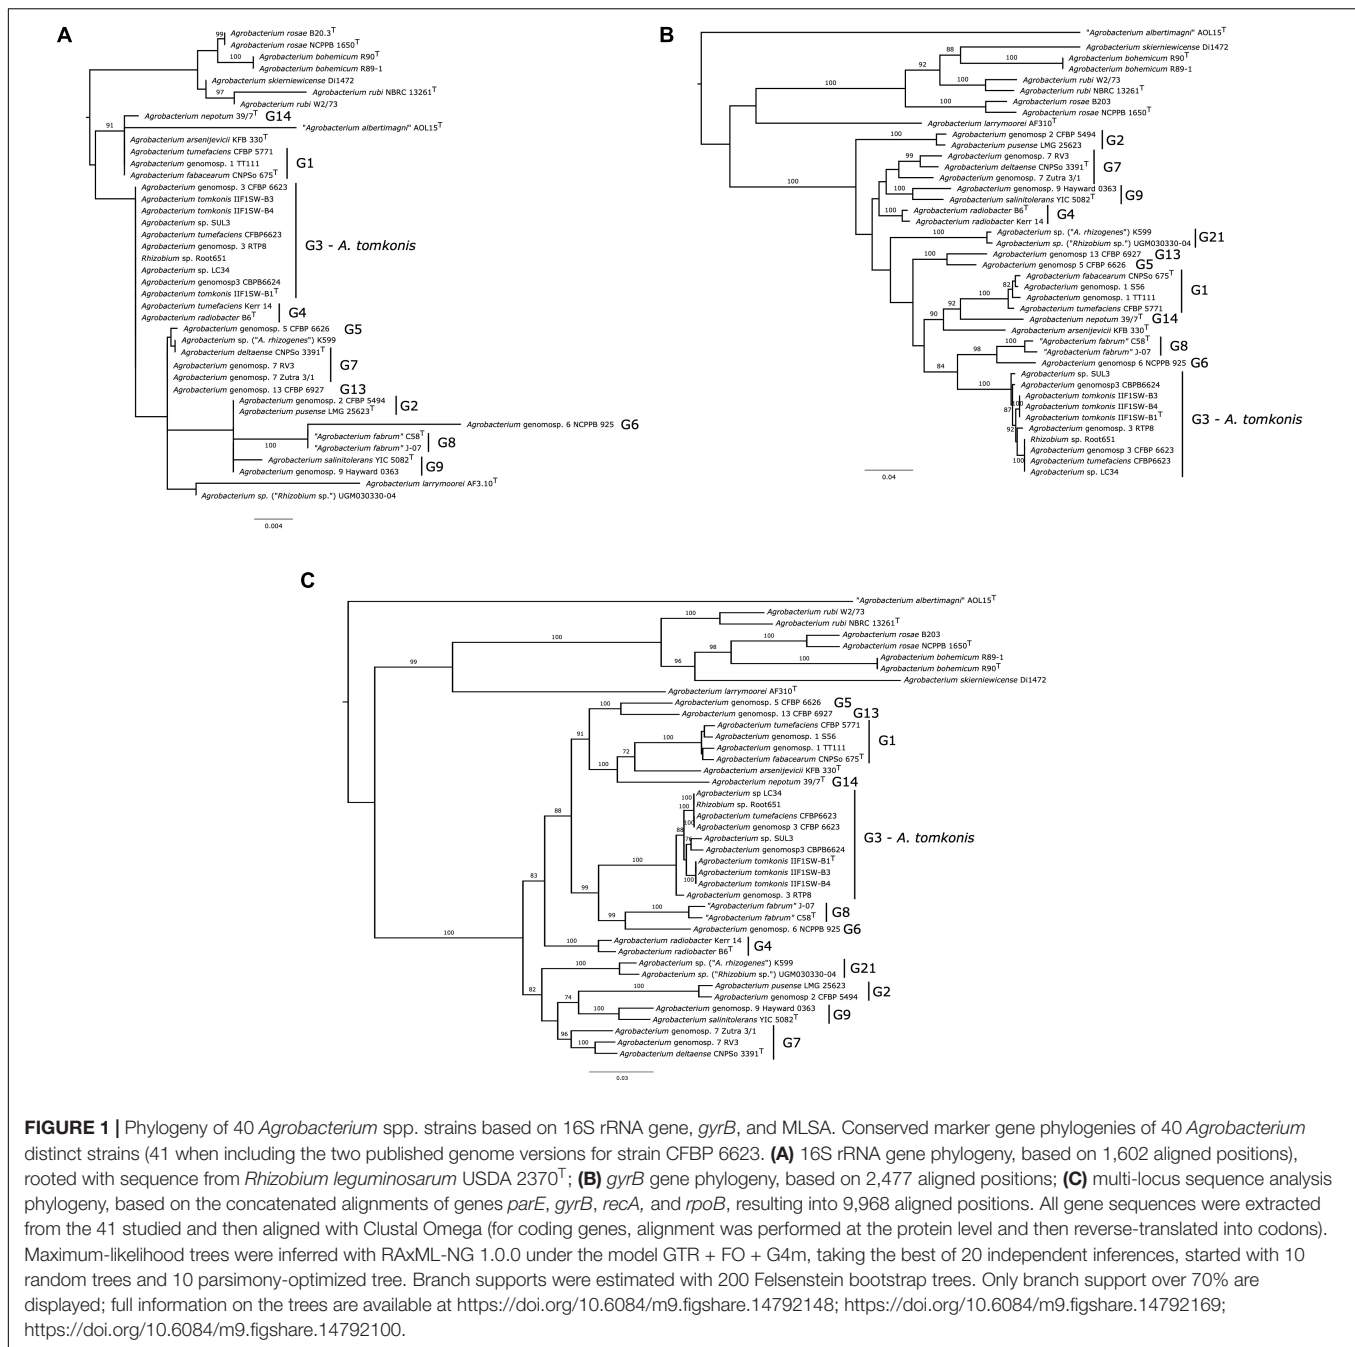 A
99
Agrobacterium rosae B20.3T
Agrobacterium rosae NCPPB 1650T
100
Agrobacterium bohemicum R90T
Agrobacterium bohemicum R89-1
Agrobacterium skierniewicense Di1472
97
Agrobacterium rubi NBRC 13261T
Agrobacterium rubi W2/73
Agrobacterium nepotum 39/7T G14
91
"Agrobacterium albertimagni" AOL15T
Agrobacterium arsenijevicii KFB 330T
Agrobacterium tumefaciens CFBP 5771
Agrobacterium genomosp. 1 TT111
G1
Agrobacterium fabacearum CNPSo 675T
Agrobacterium genomosp. 3 CFBP 6623
Agrobacterium tomkonis IIF1SW-B3
Agrobacterium tomkonis IIF1SW-B4
Agrobacterium sp. SUL3
Agrobacterium tumefaciens CFBP6623
Agrobacterium genomosp. 3 RTP8
G3 - A. tomkonis
Rhizobium sp. Root651
Agrobacterium sp. LC34
Agrobacterium genomosp3 CBPB6624
Agrobacterium tomkonis IIF1SW-B1T
Agrobacterium tumefaciens Kerr 14
G4
Agrobacterium radiobacter B6T
Agrobacterium genomosp. 5 CFBP 6626 G5
Agrobacterium sp. ("A. rhizogenes") K599
Agrobacterium deltaense CNPSo 3391T
Agrobacterium genomosp. 7 RV3
G7
Agrobacterium genomosp. 7 Zutra 3/1
Agrobacterium genomosp. 13 CFBP 6927 G13
Agrobacterium genomosp. 2 CFBP 5494
G2
Agrobacterium pusense LMG 25623T
Agrobacterium genomosp. 6 NCPPB 925 G6
"Agrobacterium fabrum" C58T
100
G8
"Agrobacterium fabrum" J-07
Agrobacterium salinitolerans YIC 5082T
G9
Agrobacterium genomosp. 9 Hayward 0363
Agrobacterium larrymoorei AF3.10T
Agrobacterium sp. ("Rhizobium sp.") UGM030330-04
0.004
B
"Agrobacterium albertimagni" AOL15T
88
Agrobacterium skierniewicense Di1472
100
Agrobacterium bohemicum R90T
92
Agrobacterium bohemicum R89-1
100
Agrobacterium rubi W2/73
100
Agrobacterium rubi NBRC 13261T
100
Agrobacterium rosae B203
Agrobacterium rosae NCPPB 1650T
Agrobacterium larrymoorei AF310T
100
Agrobacterium genomosp 2 CFBP 5494
G2
Agrobacterium pusense LMG 25623
99
Agrobacterium genomosp. 7 RV3
Agrobacterium deltaense CNPSo 3391T
G7
Agrobacterium genomosp. 7 Zutra 3/1
100
100
Agrobacterium genomosp. 9 Hayward 0363
G9
Agrobacterium salinitolerans YIC 5082T
100
Agrobacterium radiobacter B6T
G4
Agrobacterium radiobacter Kerr 14
100
Agrobacterium sp. ("A. rhizogenes") K599
G21
Agrobacterium sp. ("Rhizobium sp.") UGM030330-04
100
Agrobacterium genomosp 13 CFBP 6927 G13
Agrobacterium genomosp 5 CFBP 6626 G5
Agrobacterium fabacearum CNPSo 675T
82
Agrobacterium genomosp. 1 S56
G1
100
Agrobacterium genomosp. 1 TT111
92
Agrobacterium tumefaciens CFBP 5771
90
Agrobacterium nepotum 39/7T G14
Agrobacterium arsenijevicii KFB 330T
100
"Agrobacterium fabrum" C58T
G8
98
"Agrobacterium fabrum" J-07
Agrobacterium genomosp 6 NCPPB 925 G6
84
Agrobacterium sp. SUL3
100
Agrobacterium genomosp3 CBPB6624
Agrobacterium tomkonis IIF1SW-B3
100
Agrobacterium tomkonis IIF1SW-B4
87
Agrobacterium tomkonis IIF1SW-B1T
G3 - A. tomkonis
92
Agrobacterium genomosp. 3 RTP8
Rhizobium sp. Root651
Agrobacterium genomosp 3 CFBP 6623
100
Agrobacterium tumefaciens CFBP6623
Agrobacterium sp. LC34
0.04
C
"Agrobacterium albertimagni" AOL15T
100
Agrobacterium rubi W2/73
Agrobacterium rubi NBRC 13261T
100
100
Agrobacterium rosae B203
98
Agrobacterium rosae NCPPB 1650T
100
Agrobacterium bohemicum R89-1
99
96
Agrobacterium bohemicum R90T
Agrobacterium skierniewicense Di1472
Agrobacterium larrymoorei AF310T
100
Agrobacterium genomosp. 5 CFBP 6626 G5
Agrobacterium genomosp. 13 CFBP 6927 G13
91
Agrobacterium tumefaciens CFBP 5771
100
Agrobacterium genomosp. 1 S56
G1
72
Agrobacterium genomosp. 1 TT111
Agrobacterium fabacearum CNPSo 675T
100
Agrobacterium arsenijevicii KFB 330T
Agrobacterium nepotum 39/7T G14
100
Agrobacterium sp LC34
100
Rhizobium sp. Root651
88
Agrobacterium tumefaciens CFBP6623
100
Agrobacterium genomosp 3 CFBP 6623
88
Agrobacterium sp. SUL3
G3 - A. tomkonis
Agrobacterium genomosp3 CBPB6624
100
Agrobacterium tomkonis IIF1SW-B1T
Agrobacterium tomkonis IIF1SW-B3
100
Agrobacterium tomkonis IIF1SW-B4
99
Agrobacterium genomosp. 3 RTP8
100
"Agrobacterium fabrum" J-07
G8
99
"Agrobacterium fabrum" C58T
Agrobacterium genomosp. 6 NCPPB 925 G6
83
100
Agrobacterium radiobacter Kerr 14
G4
100
Agrobacterium radiobacter B6T
100
Agrobacterium sp. ("A. rhizogenes") K599
G21
Agrobacterium sp. ("Rhizobium sp.") UGM030330-04
82
100
Agrobacterium pusense LMG 25623
G2
74
Agrobacterium genomosp 2 CFBP 5494
100
Agrobacterium genomosp. 9 Hayward 0363
G9
Agrobacterium salinitolerans YIC 5082T
96
Agrobacterium genomosp. 7 Zutra 3/1
100
Agrobacterium genomosp. 7 RV3
G7
Agrobacterium deltaense CNPSo 3391T
0.03
FIGURE 1 | Phylogeny of 40 Agrobacterium spp. strains based on 16S rRNA gene, gyrB, and MLSA. Conserved marker gene phylogenies of 40 Agrobacterium
distinct strains (41 when including the two published genome versions for strain CFBP 6623. (A) 16S rRNA gene phylogeny, based on 1,602 aligned positions),
rooted with sequence from Rhizobium leguminosarum USDA 2370T; (B) gyrB gene phylogeny, based on 2,477 aligned positions; (C) multi-locus sequence analysis
phylogeny, based on the concatenated alignments of genes parE, gyrB, recA, and rpoB, resulting into 9,968 aligned positions. All gene sequences were extracted
from the 41 studied and then aligned with Clustal Omega (for coding genes, alignment was performed at the protein level and then reverse-translated into codons).
Maximum-likelihood trees were inferred with RAxML-NG 1.0.0 under the model GTR + FO + G4m, taking the best of 20 independent inferences, started with 10
random trees and 10 parsimony-optimized tree. Branch supports were estimated with 200 Felsenstein bootstrap trees. Only branch support over 70% are
displayed; full information on the trees are available at https://doi.org/10.6084/m9.figshare.14792148; https://doi.org/10.6084/m9.figshare.14792169;
https://doi.org/10.6084/m9.figshare.14792100.